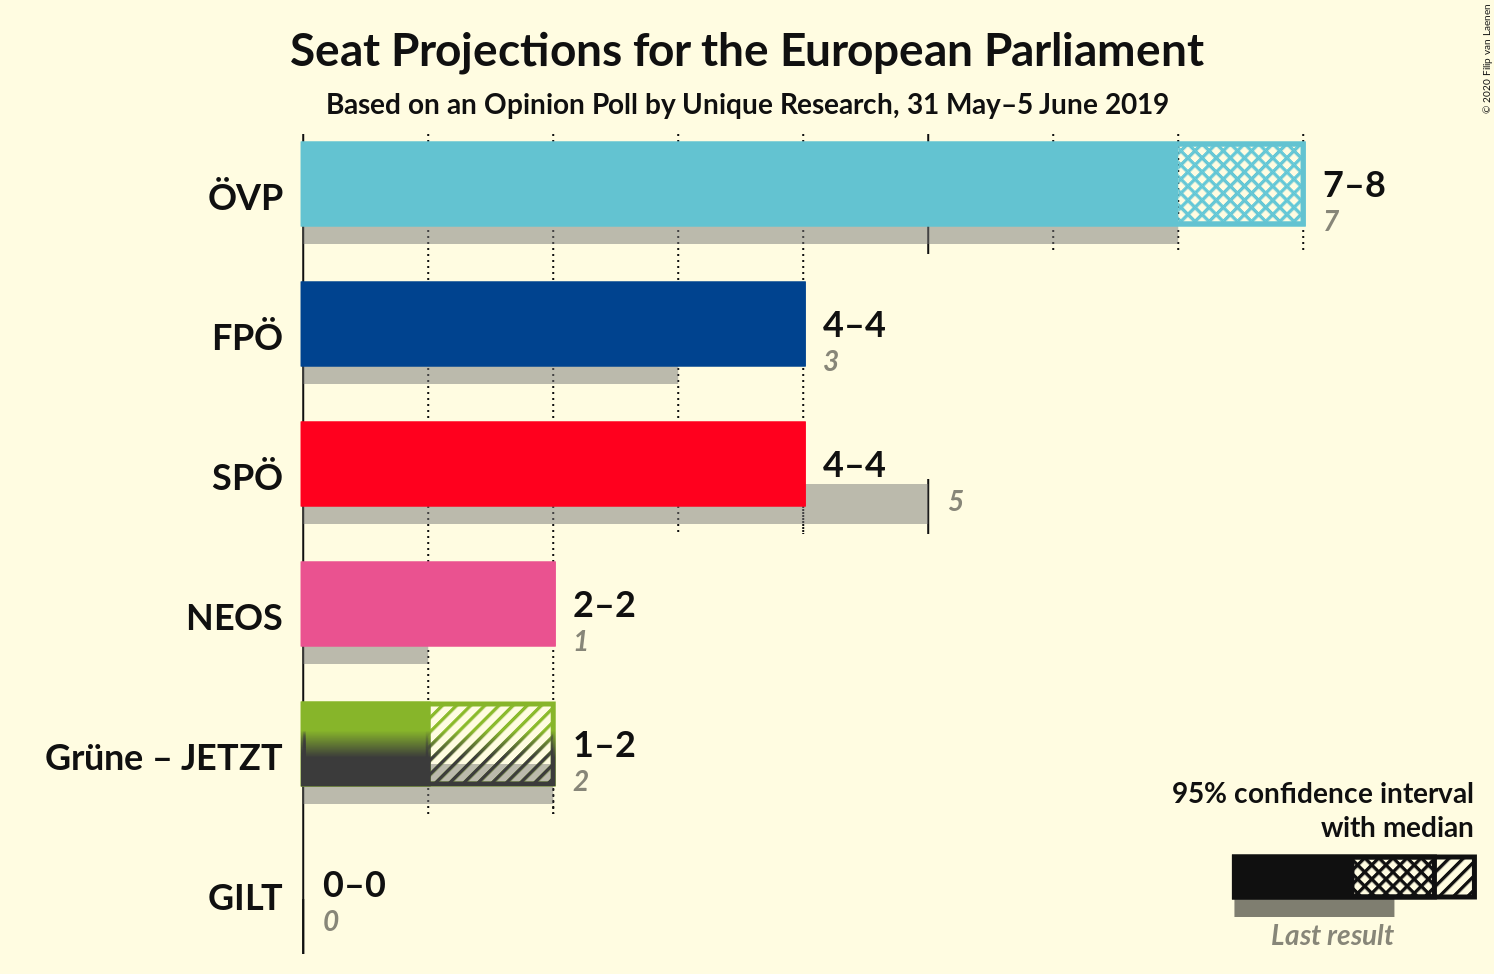 Seat Projections for the European Parliament
Based on an Opinion Poll by Unique Research, 31 May–5 June 2019
© 2020 Filip van Laenen
ÖVP
7–8
7
FPÖ
4–4
3
SPÖ
4–4
5
NEOS
2–2
1
Grüne – JETZT
1–2
2
GILT
0–0
0
95% confidence interval
with median
Last result